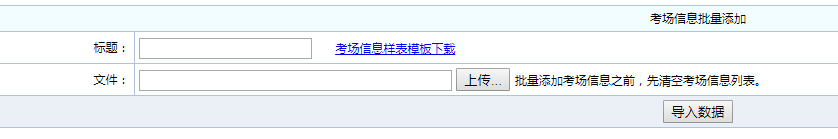 考场信息批量添加
标题： 考场信息样表模板下载
文件： 上传... 批量添加考场信息之前，先清空考场信息列表。
导入数据